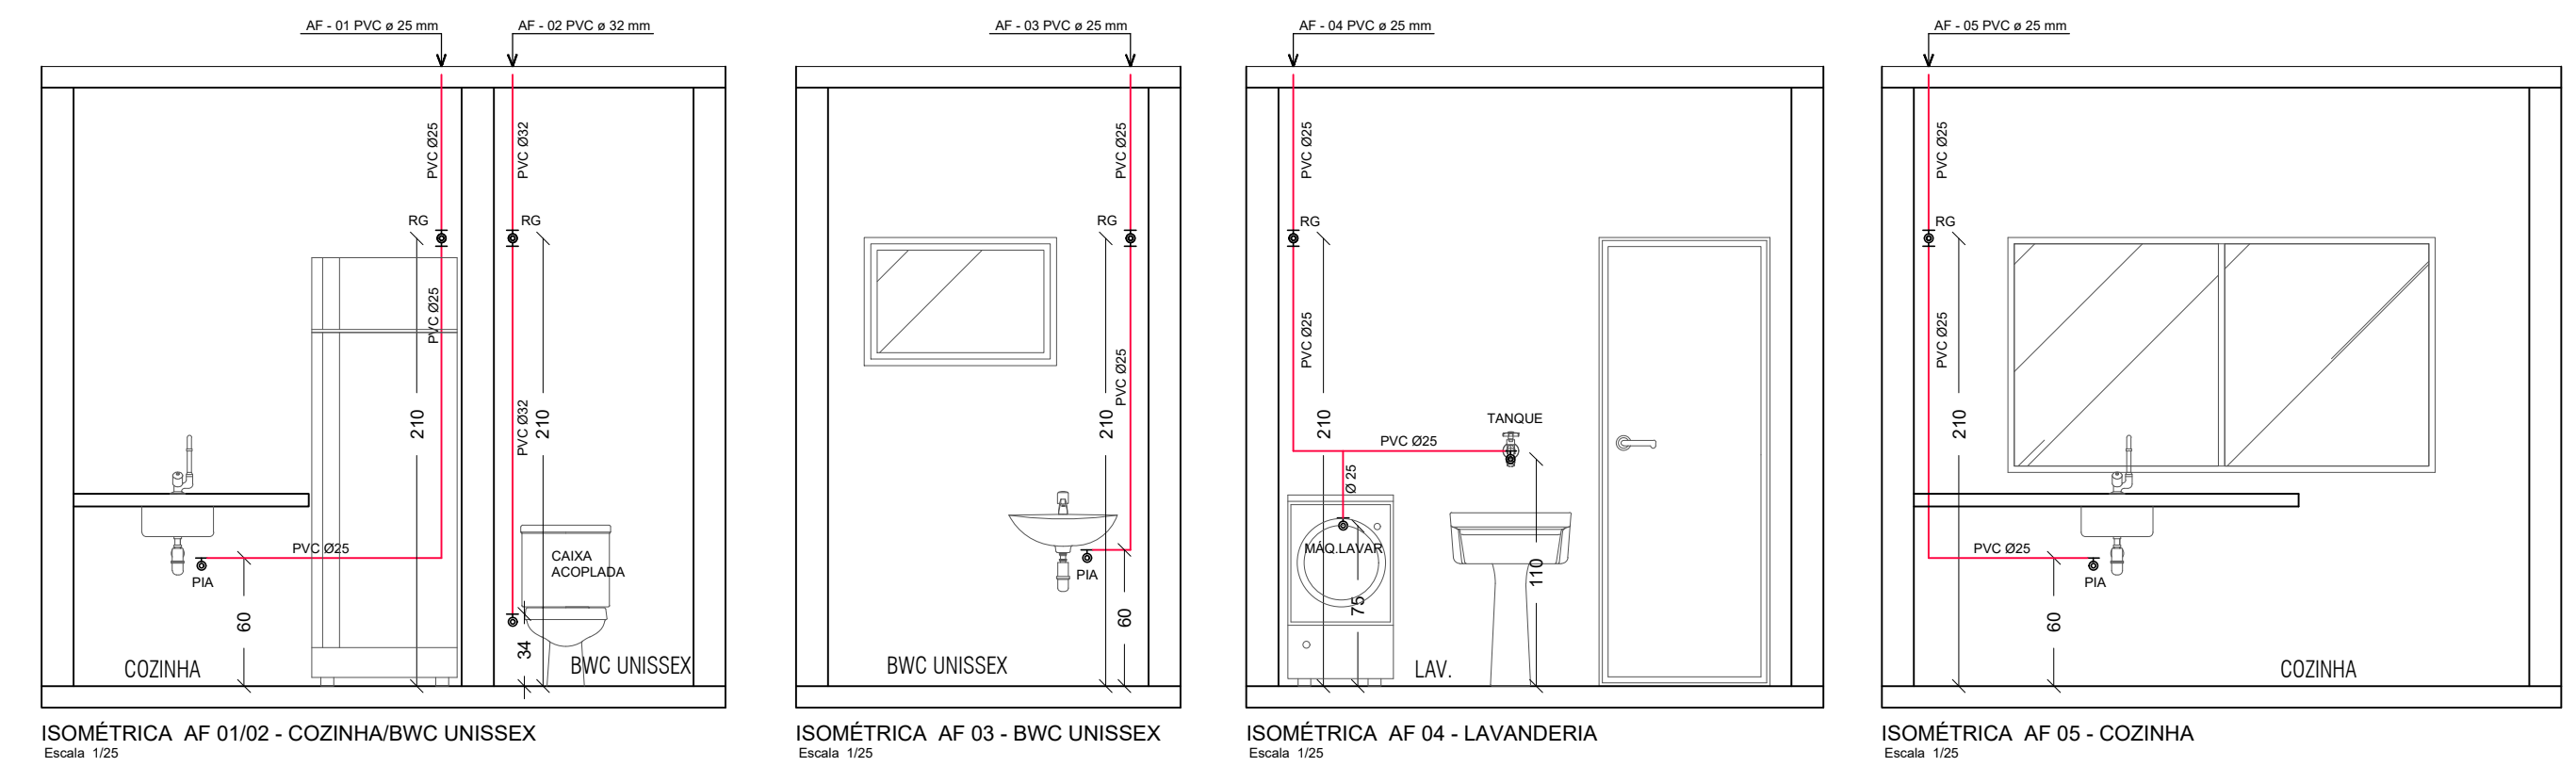 AF - 01 PVC ø 25 mm
AF - 02 PVC ø 32 mm
PVC Ø25
PVC Ø32
RG
RG
PVC Ø25
PVC Ø32
210
210
PVC Ø25
PIA
60
CAIXA
ACOPLADA
34
COZINHA
BWC UNISSEX
ISOMÉTRICA AF 01/02 - COZINHA/BWC UNISSEX
Escala 1/25
AF - 03 PVC ø 25 mm
PVC Ø25
RG
PVC Ø25
210
PIA
60
BWC UNISSEX
ISOMÉTRICA AF 03 - BWC UNISSEX
Escala 1/25
AF - 04 PVC ø 25 mm
PVC Ø25
RG
PVC Ø25
210
TANQUE
PVC Ø25
Ø 25
MÁQ.LAVAR
75
110
LAV.
ISOMÉTRICA AF 04 - LAVANDERIA
Escala 1/25
AF - 05 PVC ø 25 mm
PVC Ø25
RG
PVC Ø25
210
PVC Ø25
PIA
60
COZINHA
ISOMÉTRICA AF 05 - COZINHA
Escala 1/25